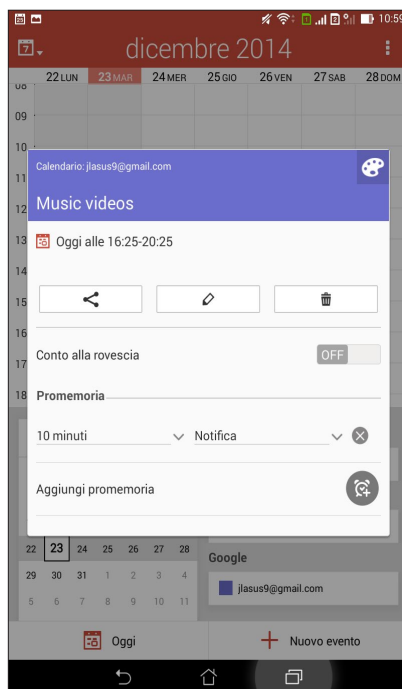 10:59
7
dicembre 2014
22 LUN 23 MAR 24 MER 25 GIO 26 VEN 27 SAB 28 DOM
08
09
10
Calendario: jlasus9@gmail.com
11
12 Music videos
13 Oggi alle 16:25-20:25
14
15
16
Conto alla rovescia OFF
17
18 Promemoria
10 minuti Notifica
Aggiungi promemoria
22 23 24 25 26 27 28
Google
29 30 31 1 2 3 4
jlasus9@gmail.com
5 6 7 8 9 10 11
Oggi Nuovo evento